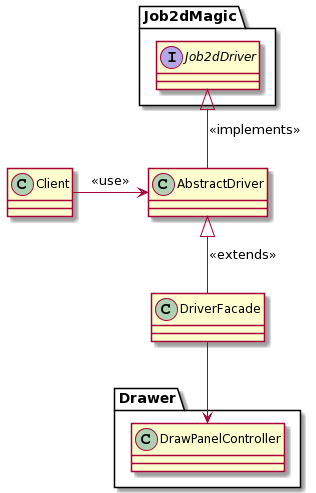 Job2dMagic
I Job2dDriver
«implements»
C Client
«use»
C AbstractDriver
«extends»
C DriverFacade
Drawer
C DrawPanelController